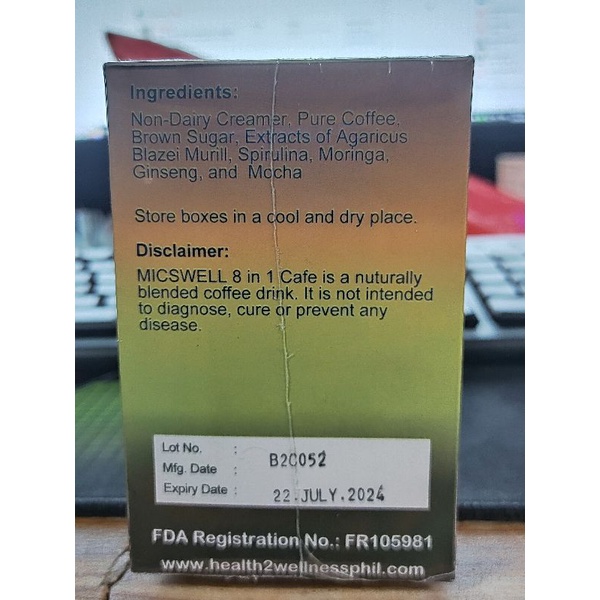 Ingredients:
Non-Dairy Creamer, Pure Coffee,
Brown Sugar, Extracts of Agaricus
Blazei Murill, Spirulina, Moringa,
Ginseng, and Mocha
Store boxes in a cool and dry place.
Disclaimer:
MICSWELL 8 in 1 Cafe is a nuturally
blended coffee drink. It is not intended
to diagnose, cure or prevent any
disease.
Lot No. : B2C052
Mfg. Date :
Expiry Date : 22.JULY.2024
FDA Registration No.: FR105981
www.health2wellnessphil.com